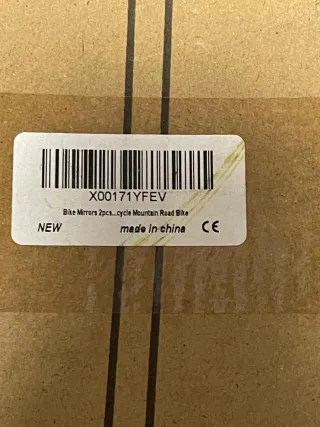 X00171YFEV
Bike Mirrors 2pcs...cycle Mountain Road Bike
NEW made in china CE